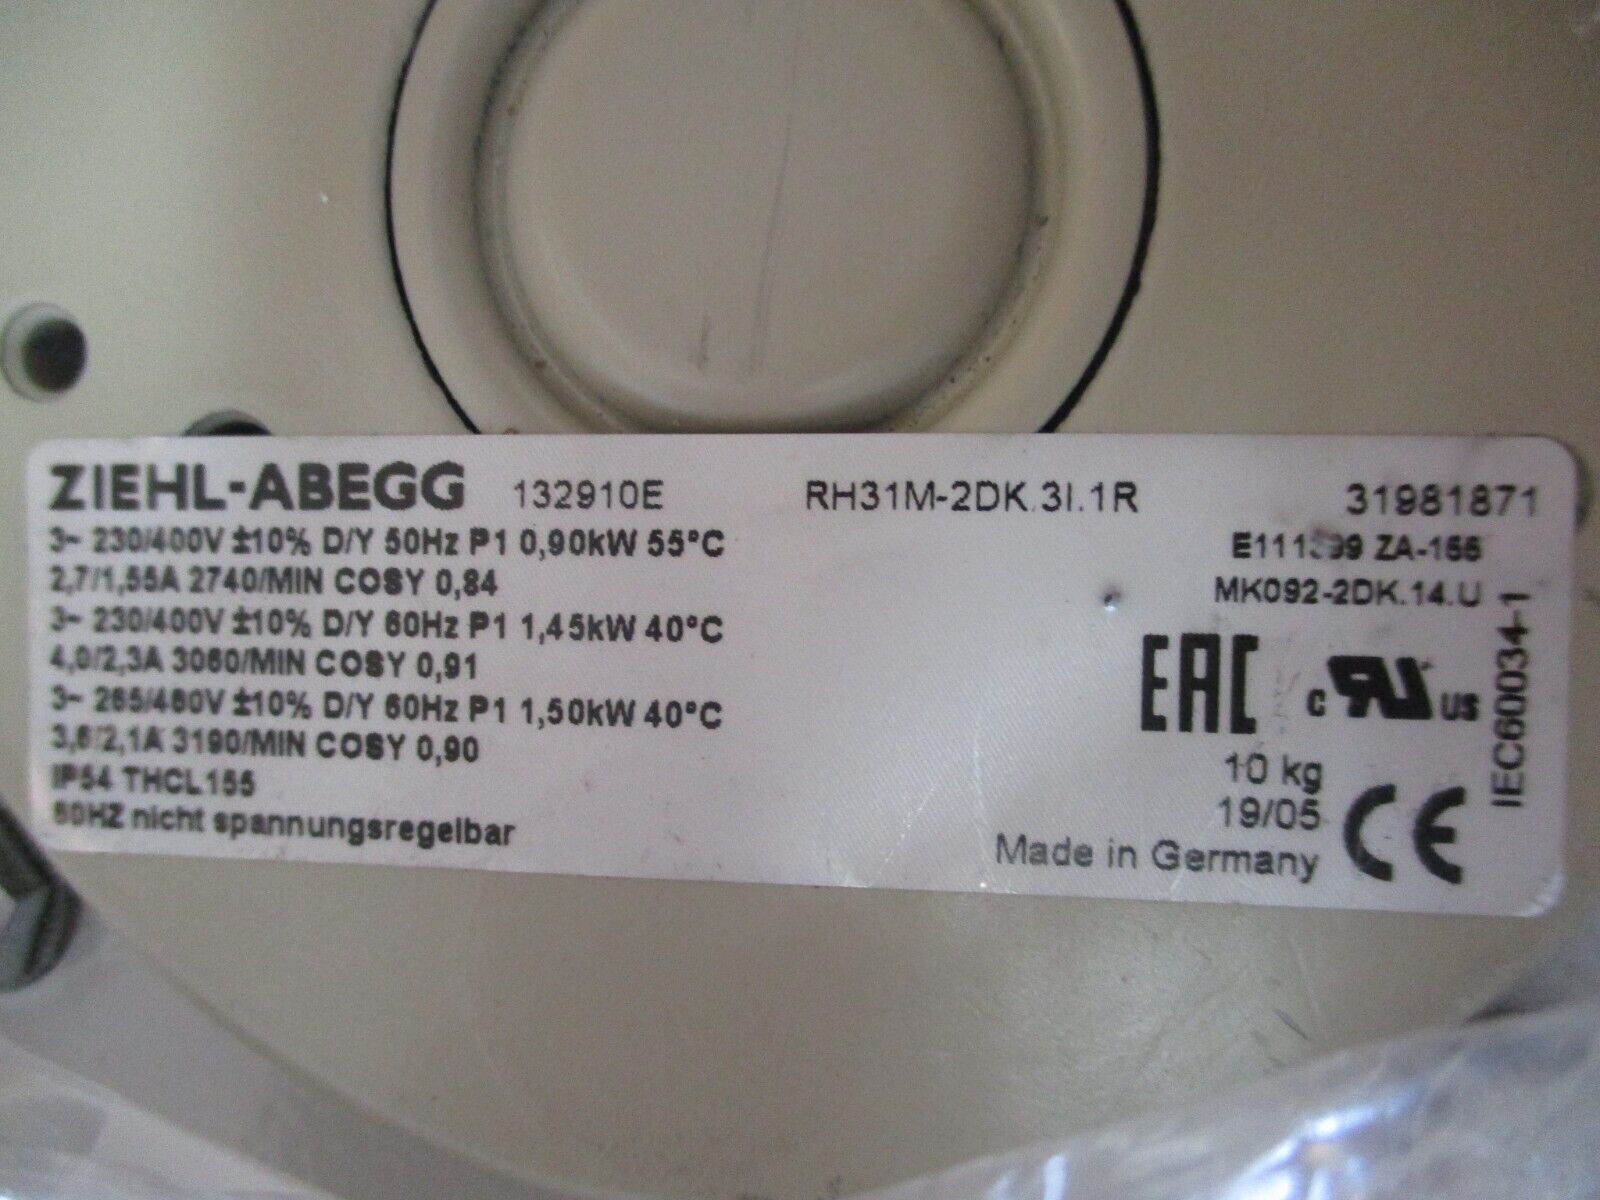 ZIEHL-ABEGG 132910E RH31M-2DK.3I.1R 31981871
3~ 230/400V ±10% D/Y 50Hz P1 0,90kW 55°C
2,7/1,55A 2740/MIN COSY 0,84
3~ 230/400V ±10% D/Y 60Hz P1 1,45kW 40°C
4,0/2,3A 3060/MIN COSY 0,91
3~ 265/460V ±10% D/Y 60Hz P1 1,50kW 40°C
3,6/2,1A 3190/MIN COSY 0,90
IP54 THCL155
60HZ nicht spannungsregelbar
ZA-155
MK092-2DK.14.U
IEC60034-1
EAC c RU US
10 kg
19/05
CE
Made in Germany